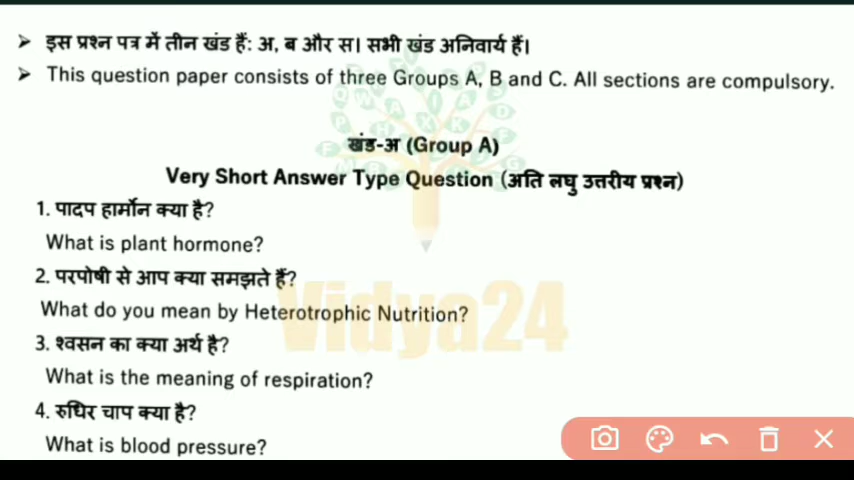 ➤ इस प्रश्न पत्र में तीन खंड हैं: अ, ब और स। सभी खंड अनिवार्य हैं।
➤ This question paper consists of three Groups A, B and C. All sections are compulsory.
खंड-अ (Group A)
Very Short Answer Type Question (अति लघु उत्तरीय प्रश्न)
1. पादप हार्मोन क्या है?
What is plant hormone?
2. परपोषी से आप क्या समझते हैं?
What do you mean by Heterotrophic Nutrition?
3. श्वसन का क्या अर्थ है?
What is the meaning of respiration?
4. रुधिर चाप क्या है?
What is blood pressure?
Vidya24